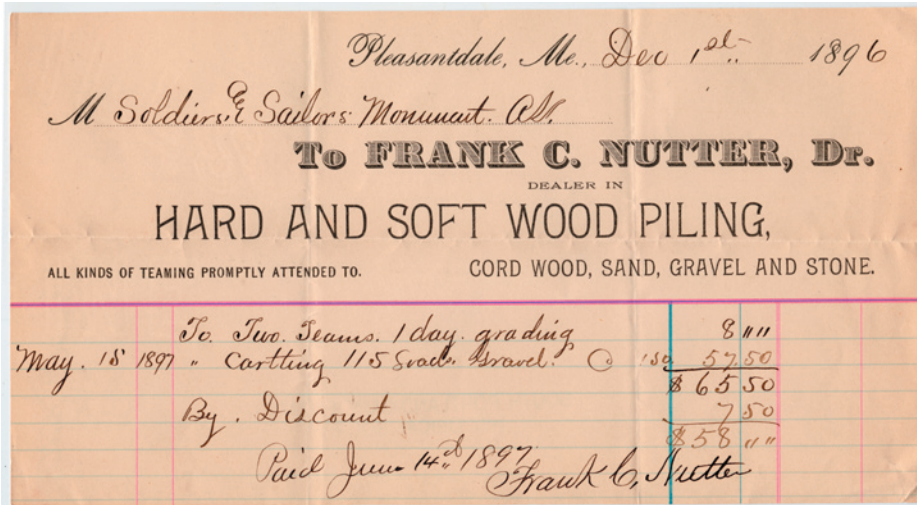 Pleasantdale, Me., Dec 1st 1896
M Soldiers & Sailors Monument.
To FRANK C. NUTTER, Dr.
DEALER IN
HARD AND SOFT WOOD PILING,
ALL KINDS OF TEAMING PROMPTLY ATTENDED TO.
CORD WOOD, SAND, GRAVEL AND STONE.
To. Two. Teams. 1 day. grading 8 " "
May. 15 1897 " Cartting 115 Loads. Gravel. @ .50 57.50
$ 65 50
By. Discount 7 50
$ 58 " "
Paid June 14th 1897
Frank C, Nutter